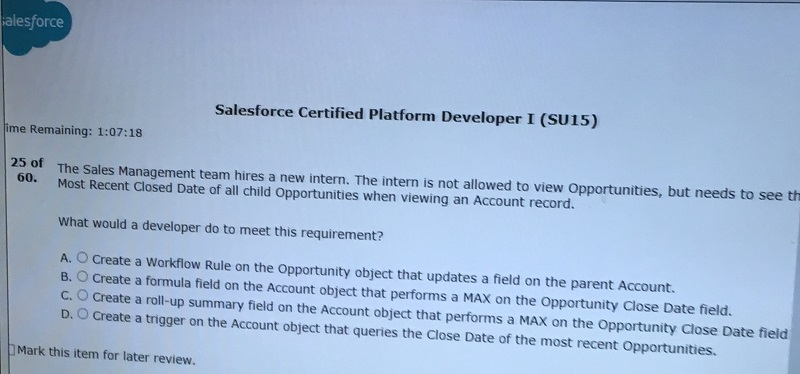 salesforce
Salesforce Certified Platform Developer I (SU15)
ime Remaining: 1:07:18
25 of
60.
The Sales Management team hires a new intern. The intern is not allowed to view Opportunities, but needs to see th
Most Recent Closed Date of all child Opportunities when viewing an Account record.
What would a developer do to meet this requirement?
A. Create a Workflow Rule on the Opportunity object that updates a field on the parent Account.
B. Create a formula field on the Account object that performs a MAX on the Opportunity Close Date field.
C. Create a roll-up summary field on the Account object that performs a MAX on the Opportunity Close Date field
D. Create a trigger on the Account object that queries the Close Date of the most recent Opportunities.
Mark this item for later review.